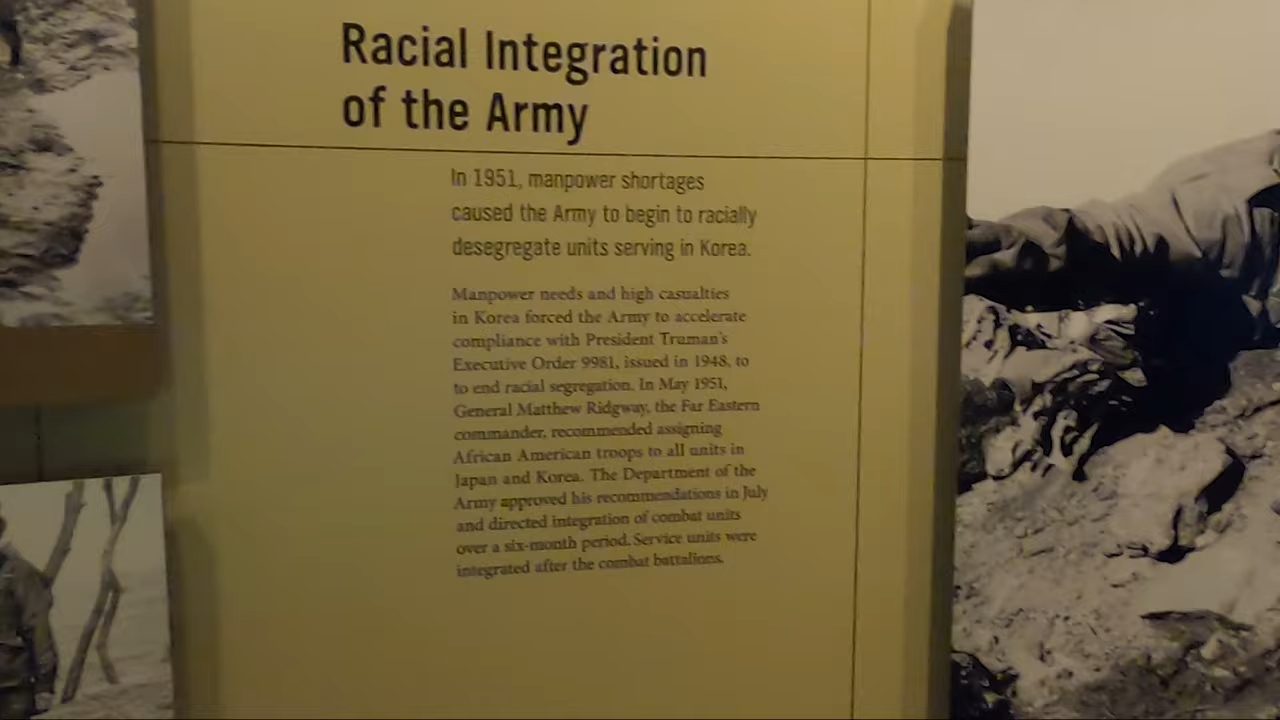 Racial Integration
of the Army
In 1951, manpower shortages
caused the Army to begin to racially
desegregate units serving in Korea.
Manpower needs and high casualties
in Korea forced the Army to accelerate
compliance with President Truman's
Executive Order 9981, issued in 1948, to
to end racial segregation. In May 1951,
General Matthew Ridgway, the Far Eastern
commander, recommended assigning
African American troops to all units in
Japan and Korea. The Department of the
Army approved his recommendations in July
and directed integration of combat units
over a six-month period. Service units were
integrated after the combat battalions.